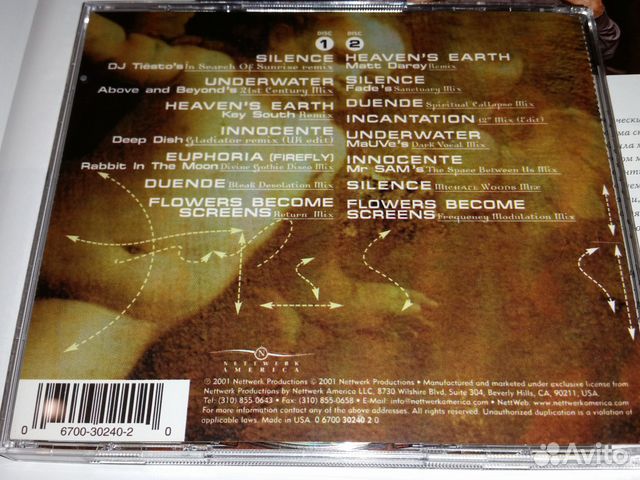 DISC 1
SILENCE
DJ Tiësto's In Search Of Sunrise remix
UNDERWATER
Above and Beyond's 21st Century Mix
HEAVEN'S EARTH
Key South Remix
INNOCENTE
Deep Dish Gladiator remix (UK edit)
EUPHORIA (FIREFLY)
Rabbit In The Moon Divine Gothic Disco Mix
DUENDE Bleak Desolation Mix
FLOWERS BECOME
SCREENS Return Mix
DISC 2
HEAVEN'S EARTH
Matt Darey Remix
SILENCE
Fade's Sanctuary Mix
DUENDE Spiritual Collapse Mix
INCANTATION 12" Mix (Edit)
UNDERWATER
MaUVe's Dark Vocal Mix
INNOCENTE
Mr SAM's The Space Between Us Mix
SILENCE Michael Woods Mix
FLOWERS BECOME
SCREENS Frequency Modulation Mix
N
NETTWERK
AMERICA
℗ 2001 Nettwerk Productions © 2001 Nettwerk Productions • Manufactured and marketed under exclusive license from
Nettwerk Productions by Nettwerk America LLC, 8730 Wilshire Blvd, Suite 304, Beverly Hills, CA, 90211, USA.
Tel: (310) 855 0643 • Fax: (310) 855-0658 • E-Mail: info@nettwerkamerica.com • NettWeb: www.nettwerkamerica.com
For more information contact any of the above addresses. All rights reserved. Unauthorized duplication is a violation of
applicable laws. Made in USA. 0 6700 30240 2 0
0 6700-30240-2 0
Avito